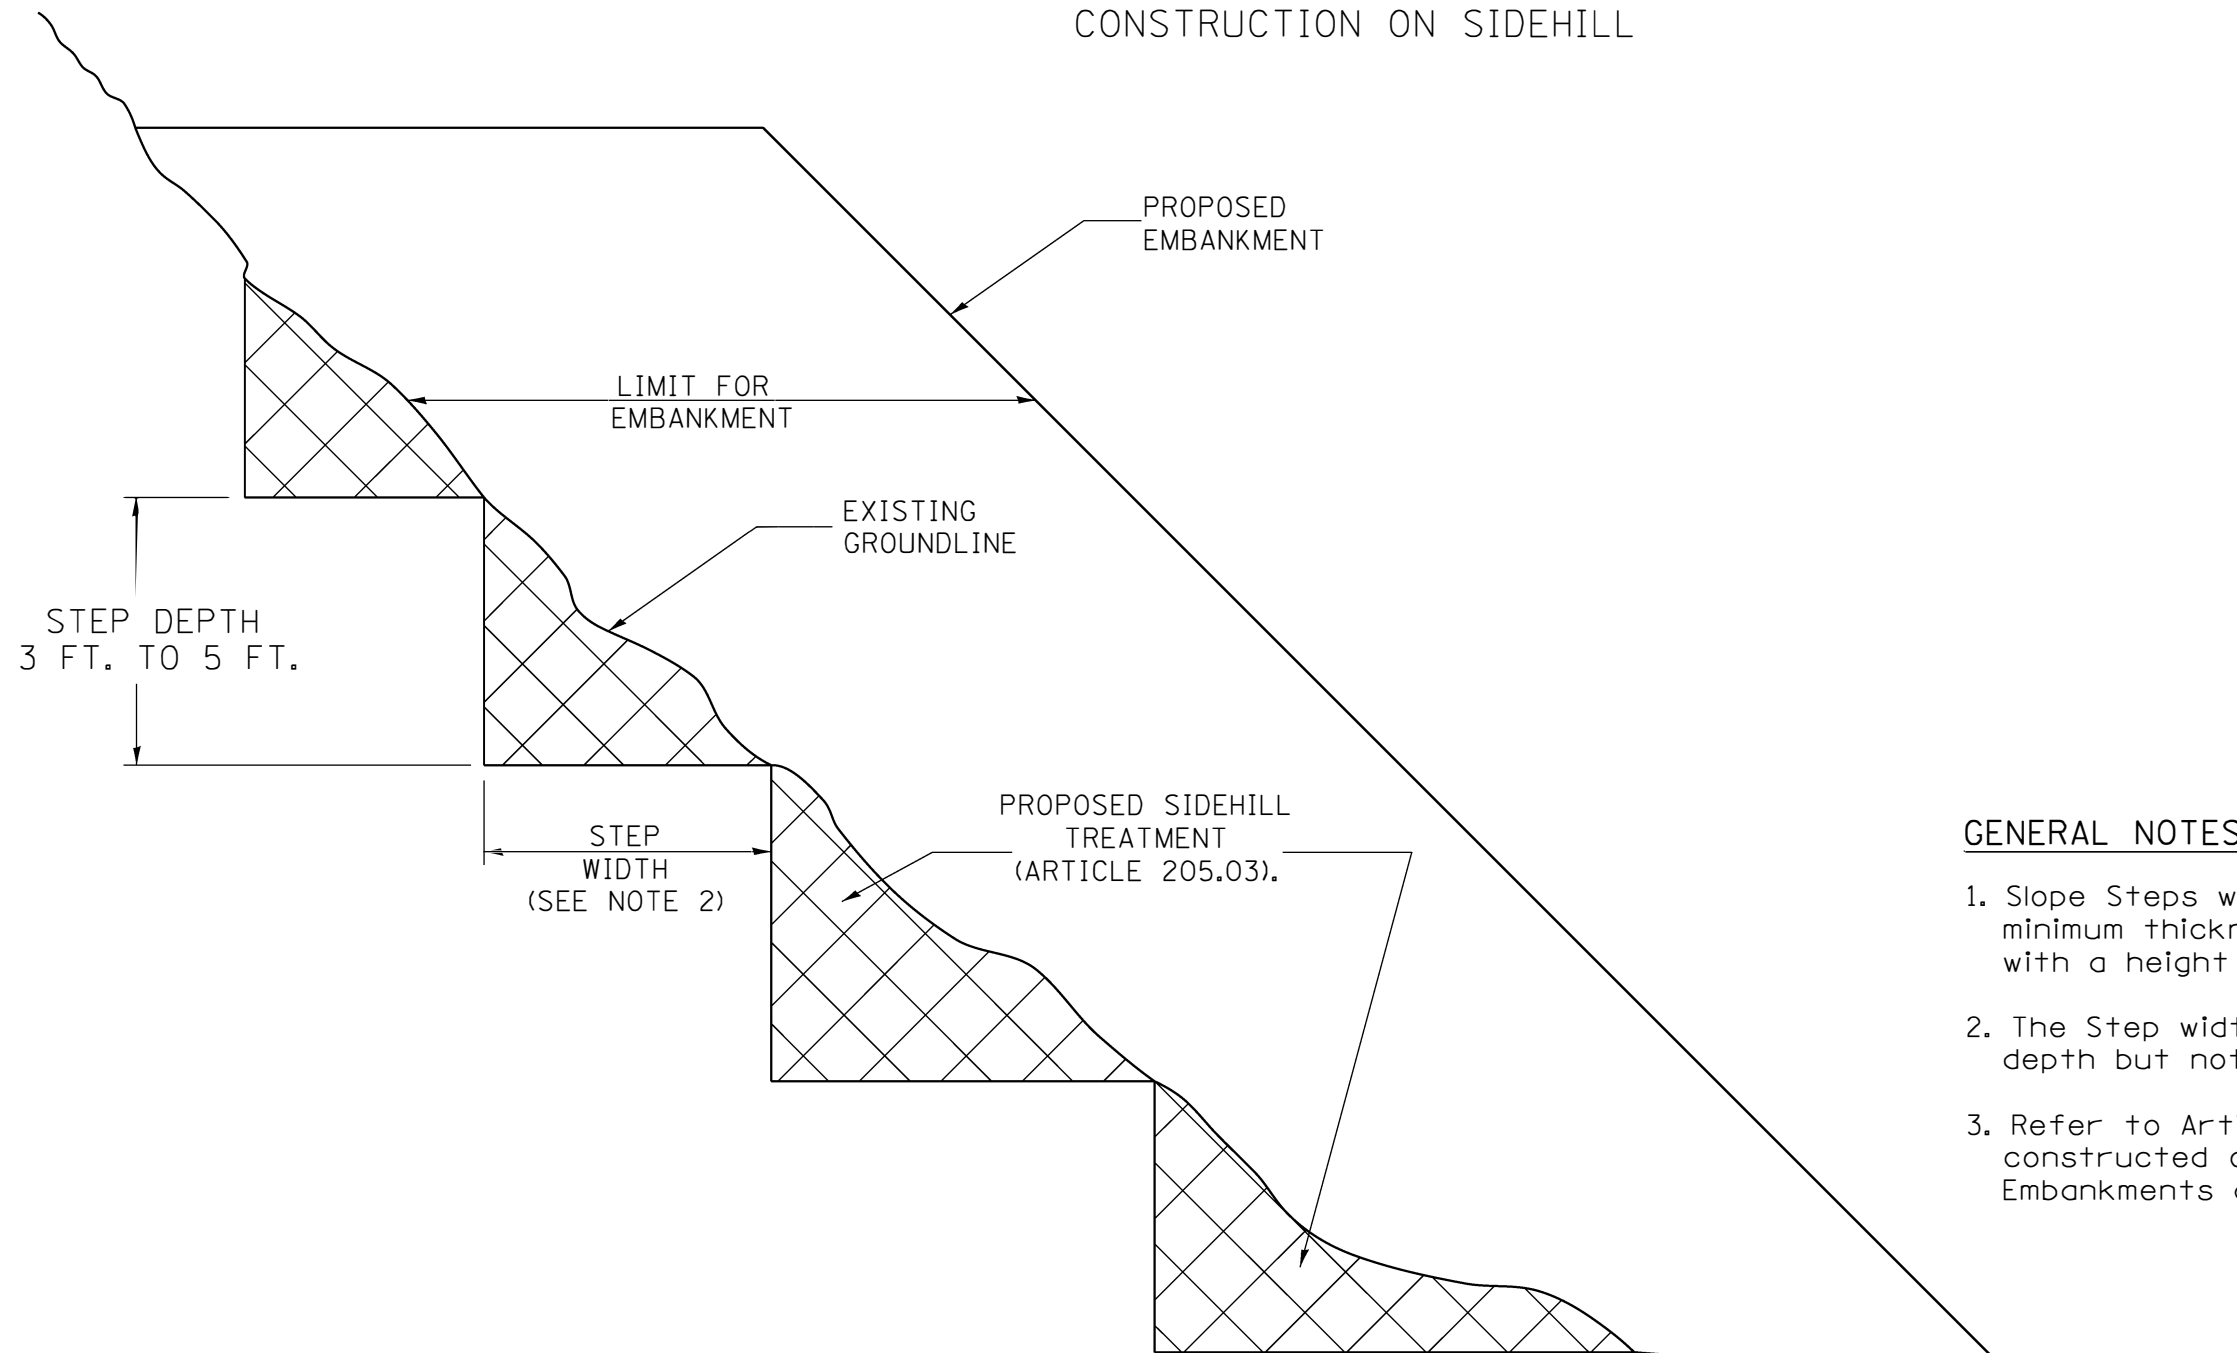 CONSTRUCTION ON SIDEHILL
PROPOSED
EMBANKMENT
LIMIT FOR
EMBANKMENT
EXISTING
GROUNDLINE
STEP DEPTH
3 FT. TO 5 FT.
STEP
WIDTH
(SEE NOTE 2)
PROPOSED SIDEHILL
TREATMENT
(ARTICLE 205.03).
GENERAL NOTES
1. Slope Steps
minimum
with a height
2. The Step
depth but
3. Refer to
constructed
Embankments